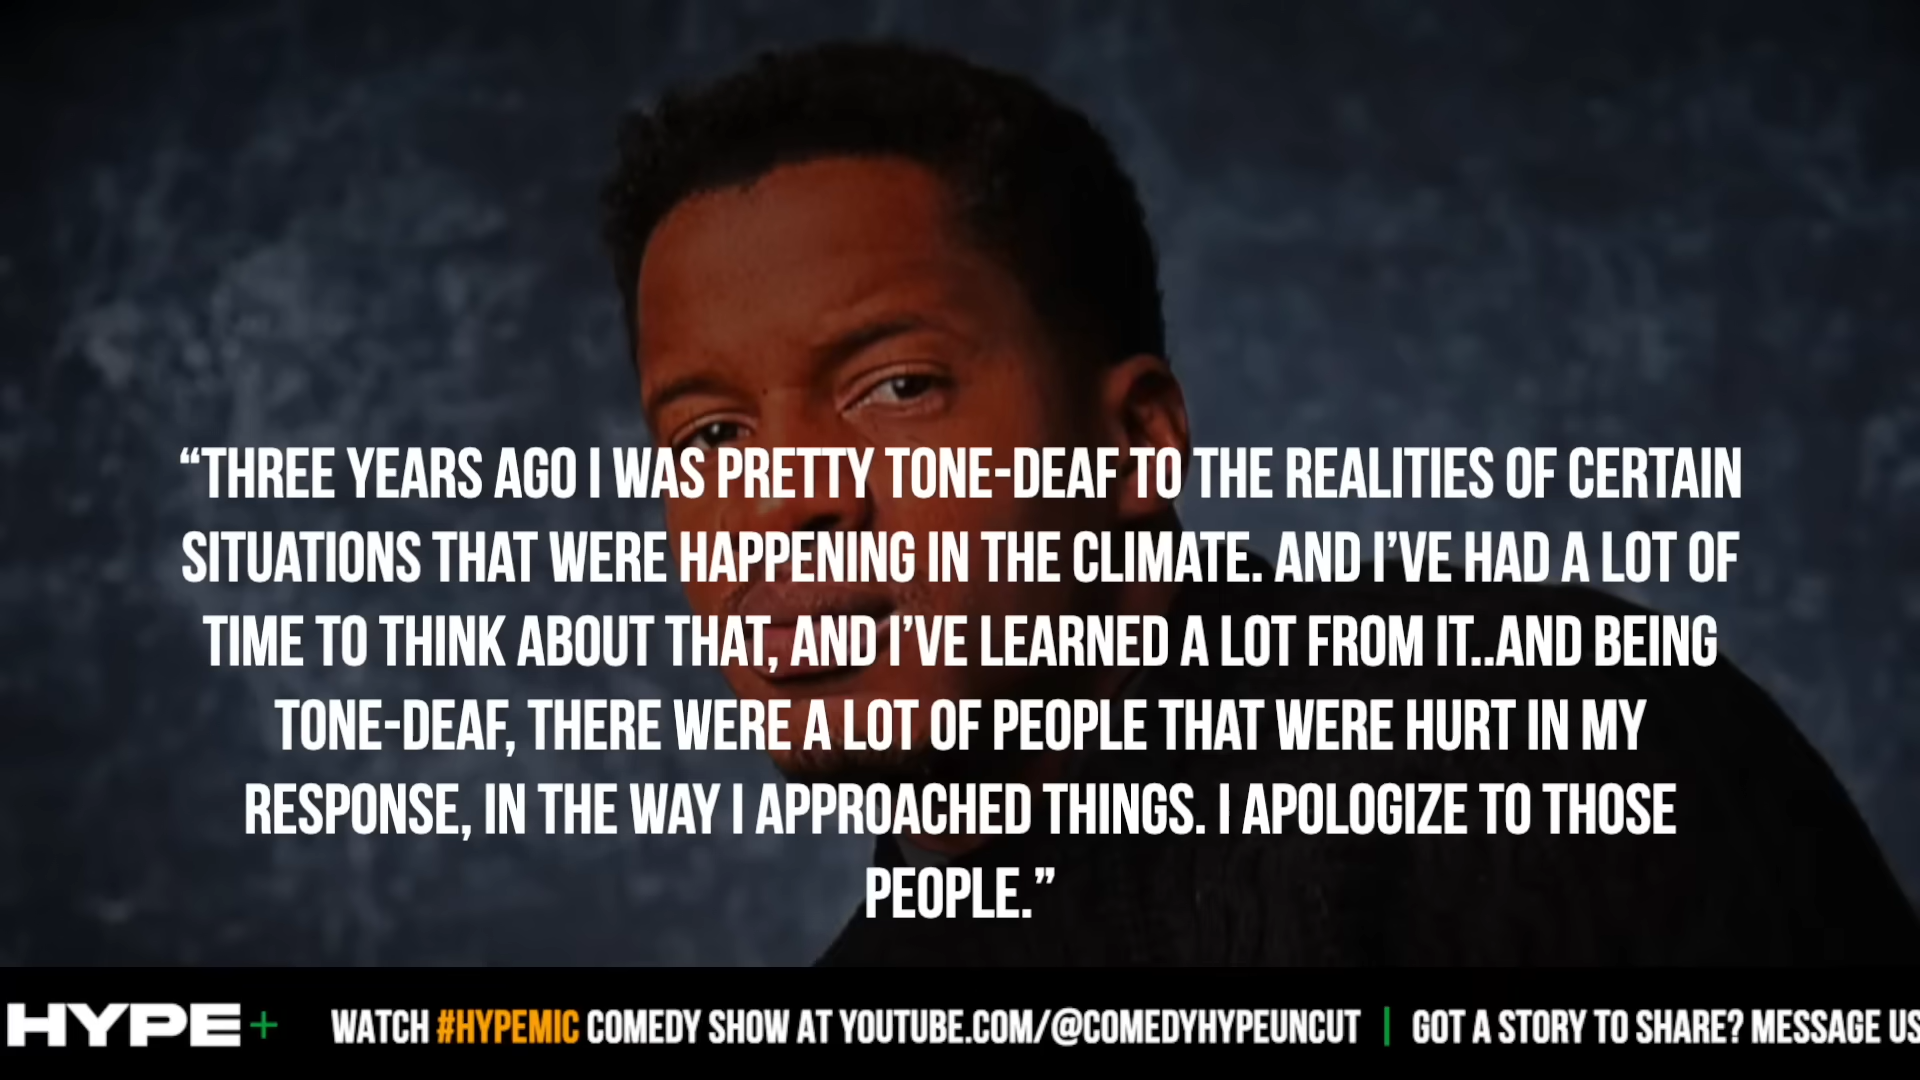 “THREE YEARS AGO I WAS PRETTY TONE-DEAF TO THE REALITIES OF CERTAIN
SITUATIONS THAT WERE HAPPENING IN THE CLIMATE. AND I’VE HAD A LOT OF
TIME TO THINK ABOUT THAT, AND I’VE LEARNED A LOT FROM IT..AND BEING
TONE-DEAF, THERE WERE A LOT OF PEOPLE THAT WERE HURT IN MY
RESPONSE, IN THE WAY I APPROACHED THINGS. I APOLOGIZE TO THOSE
PEOPLE.”
HYPE+ WATCH #HYPEMIC COMEDY SHOW AT YOUTUBE.COM/@COMEDYHYPEUNCUT | GOT A STORY TO SHARE? MESSAGE US